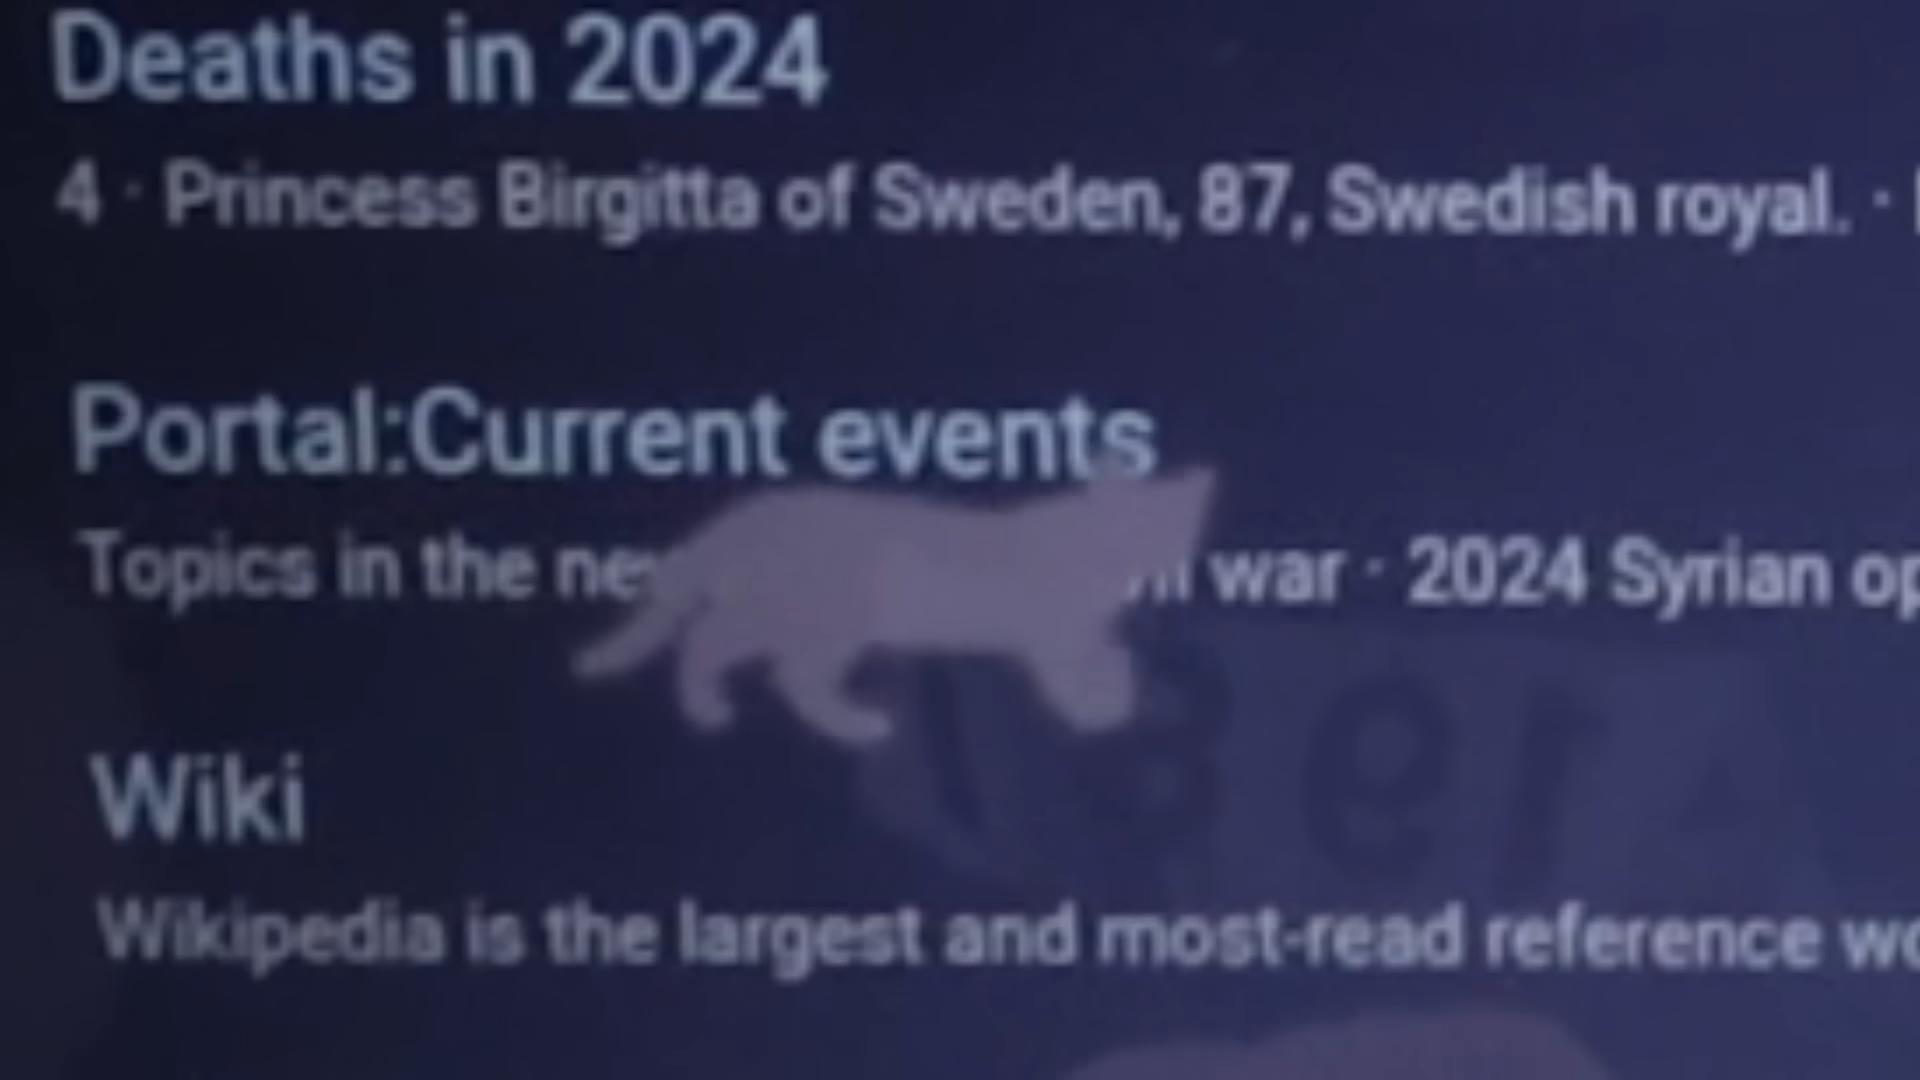 Deaths in 2024
4 · Princess Birgitta of Sweden, 87, Swedish royal. ·
Portal:Current events
Topics in the war · 2024 Syrian
Wiki
Wikipedia is the largest and most-read reference